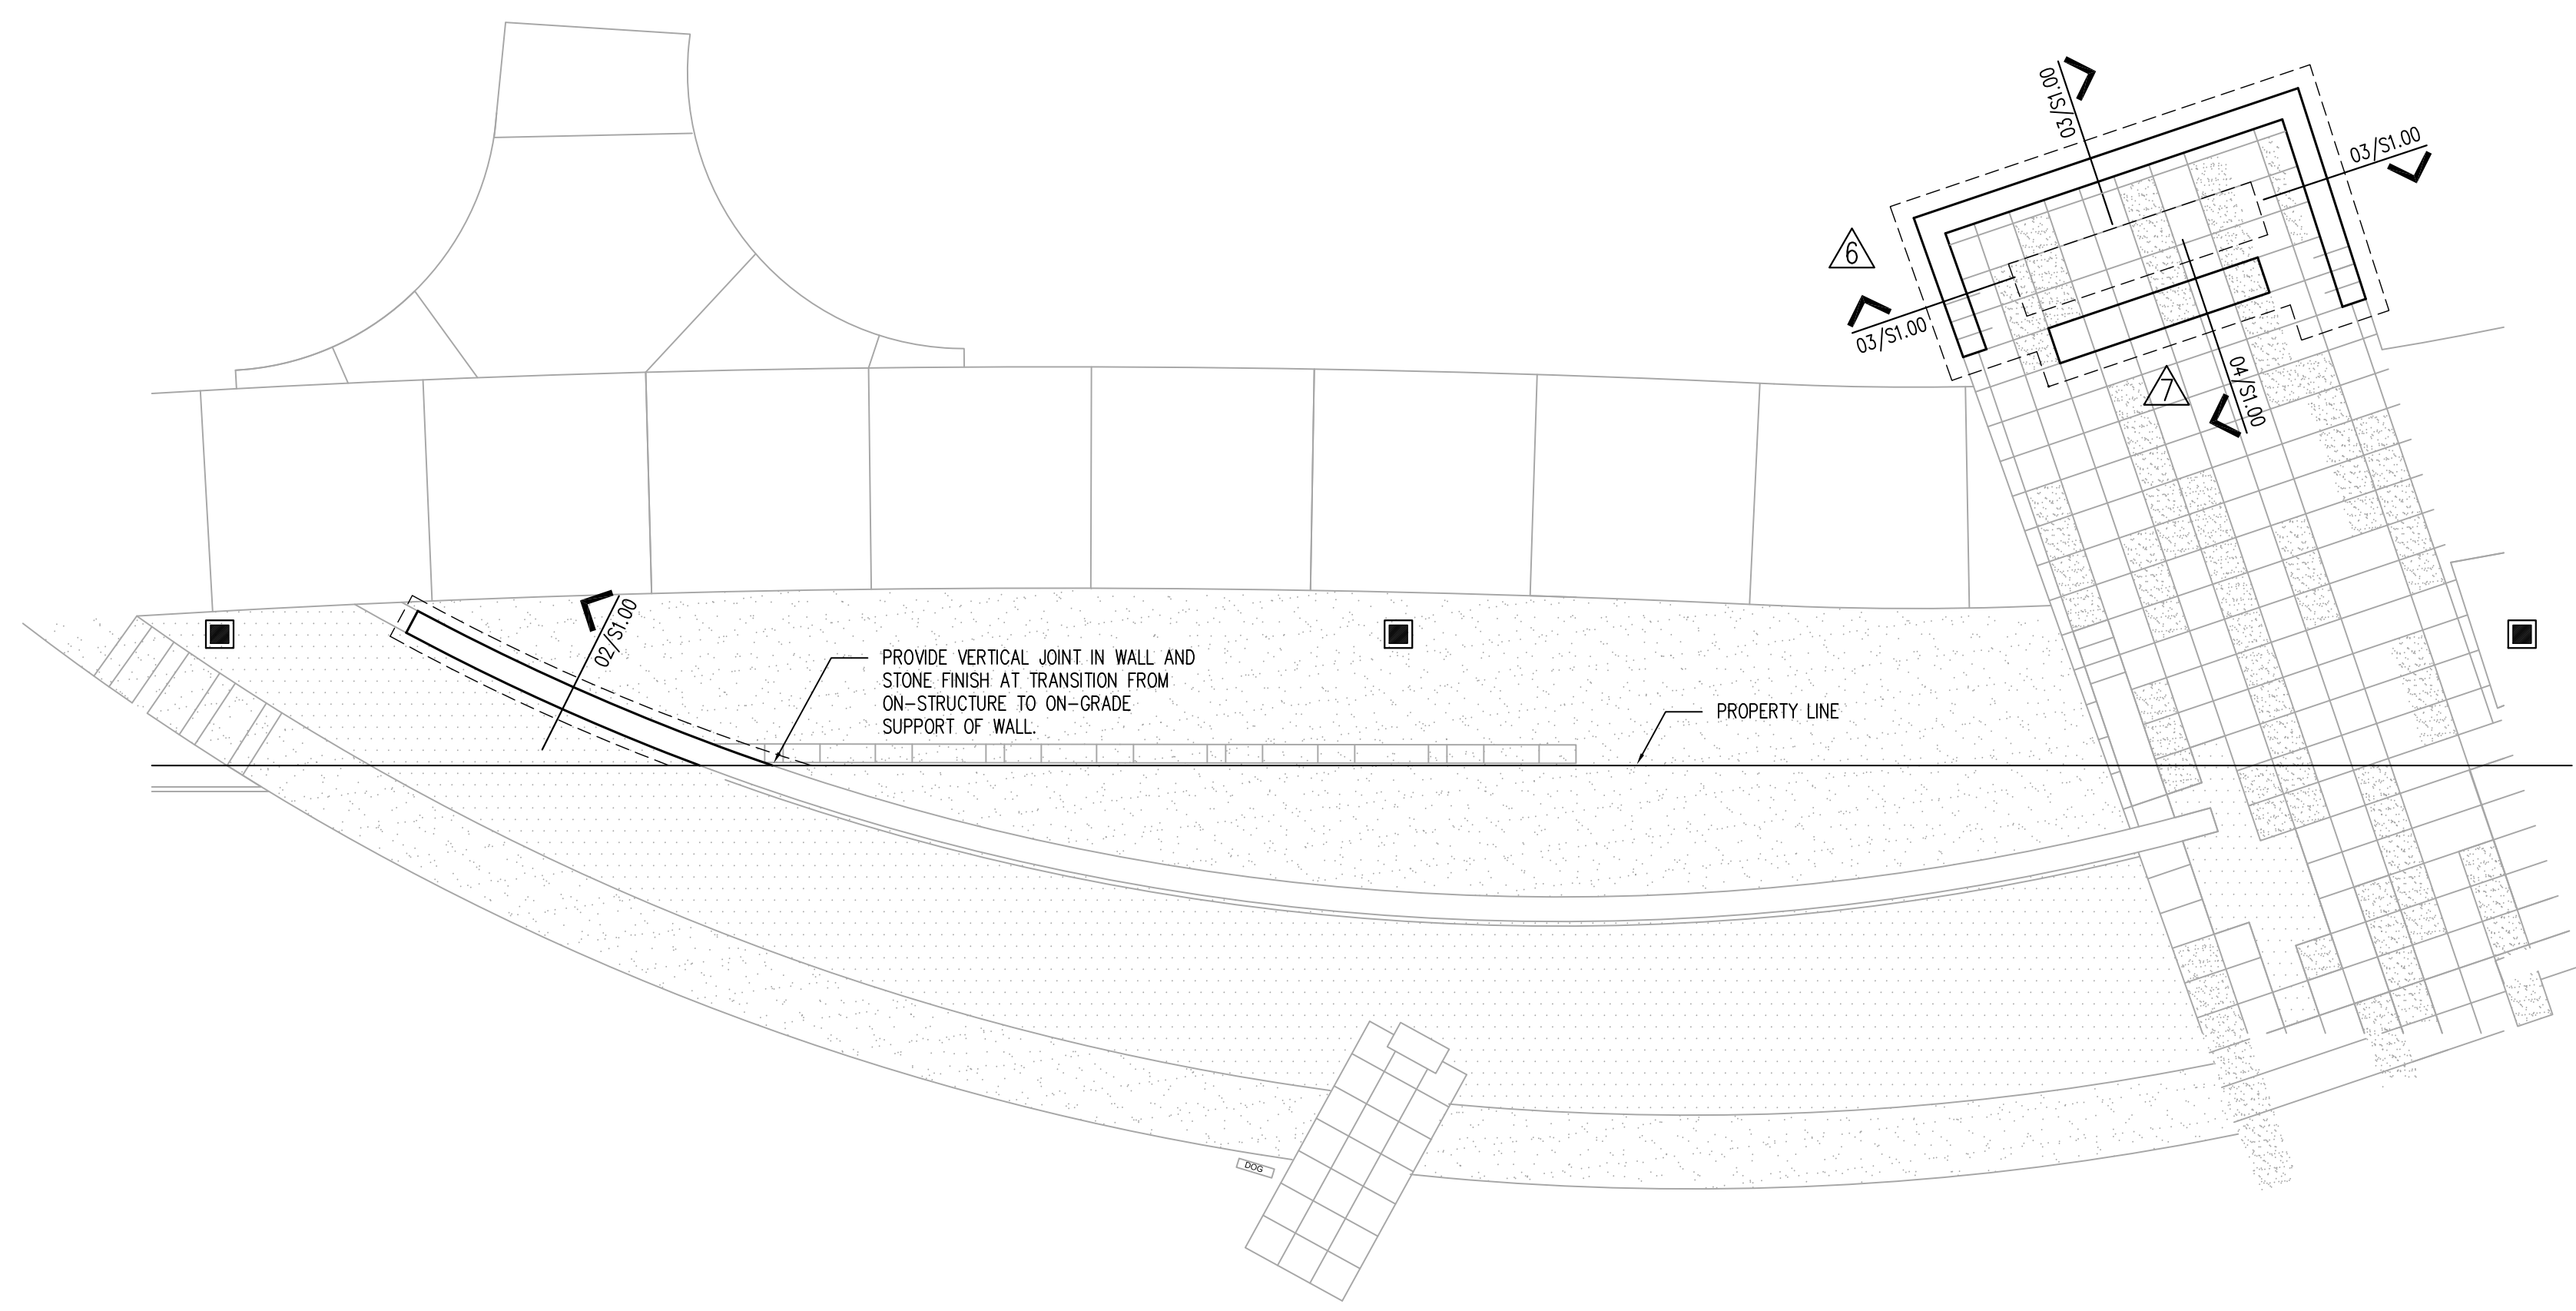 03/S1.00
03/S1.00
6
03/S1.00
04/S1.00
7
02/S1.00
PROVIDE VERTICAL JOINT IN WALL AND
STONE FINISH AT TRANSITION FROM
ON-STRUCTURE TO ON-GRADE
SUPPORT OF WALL.
PROPERTY LINE
DOG